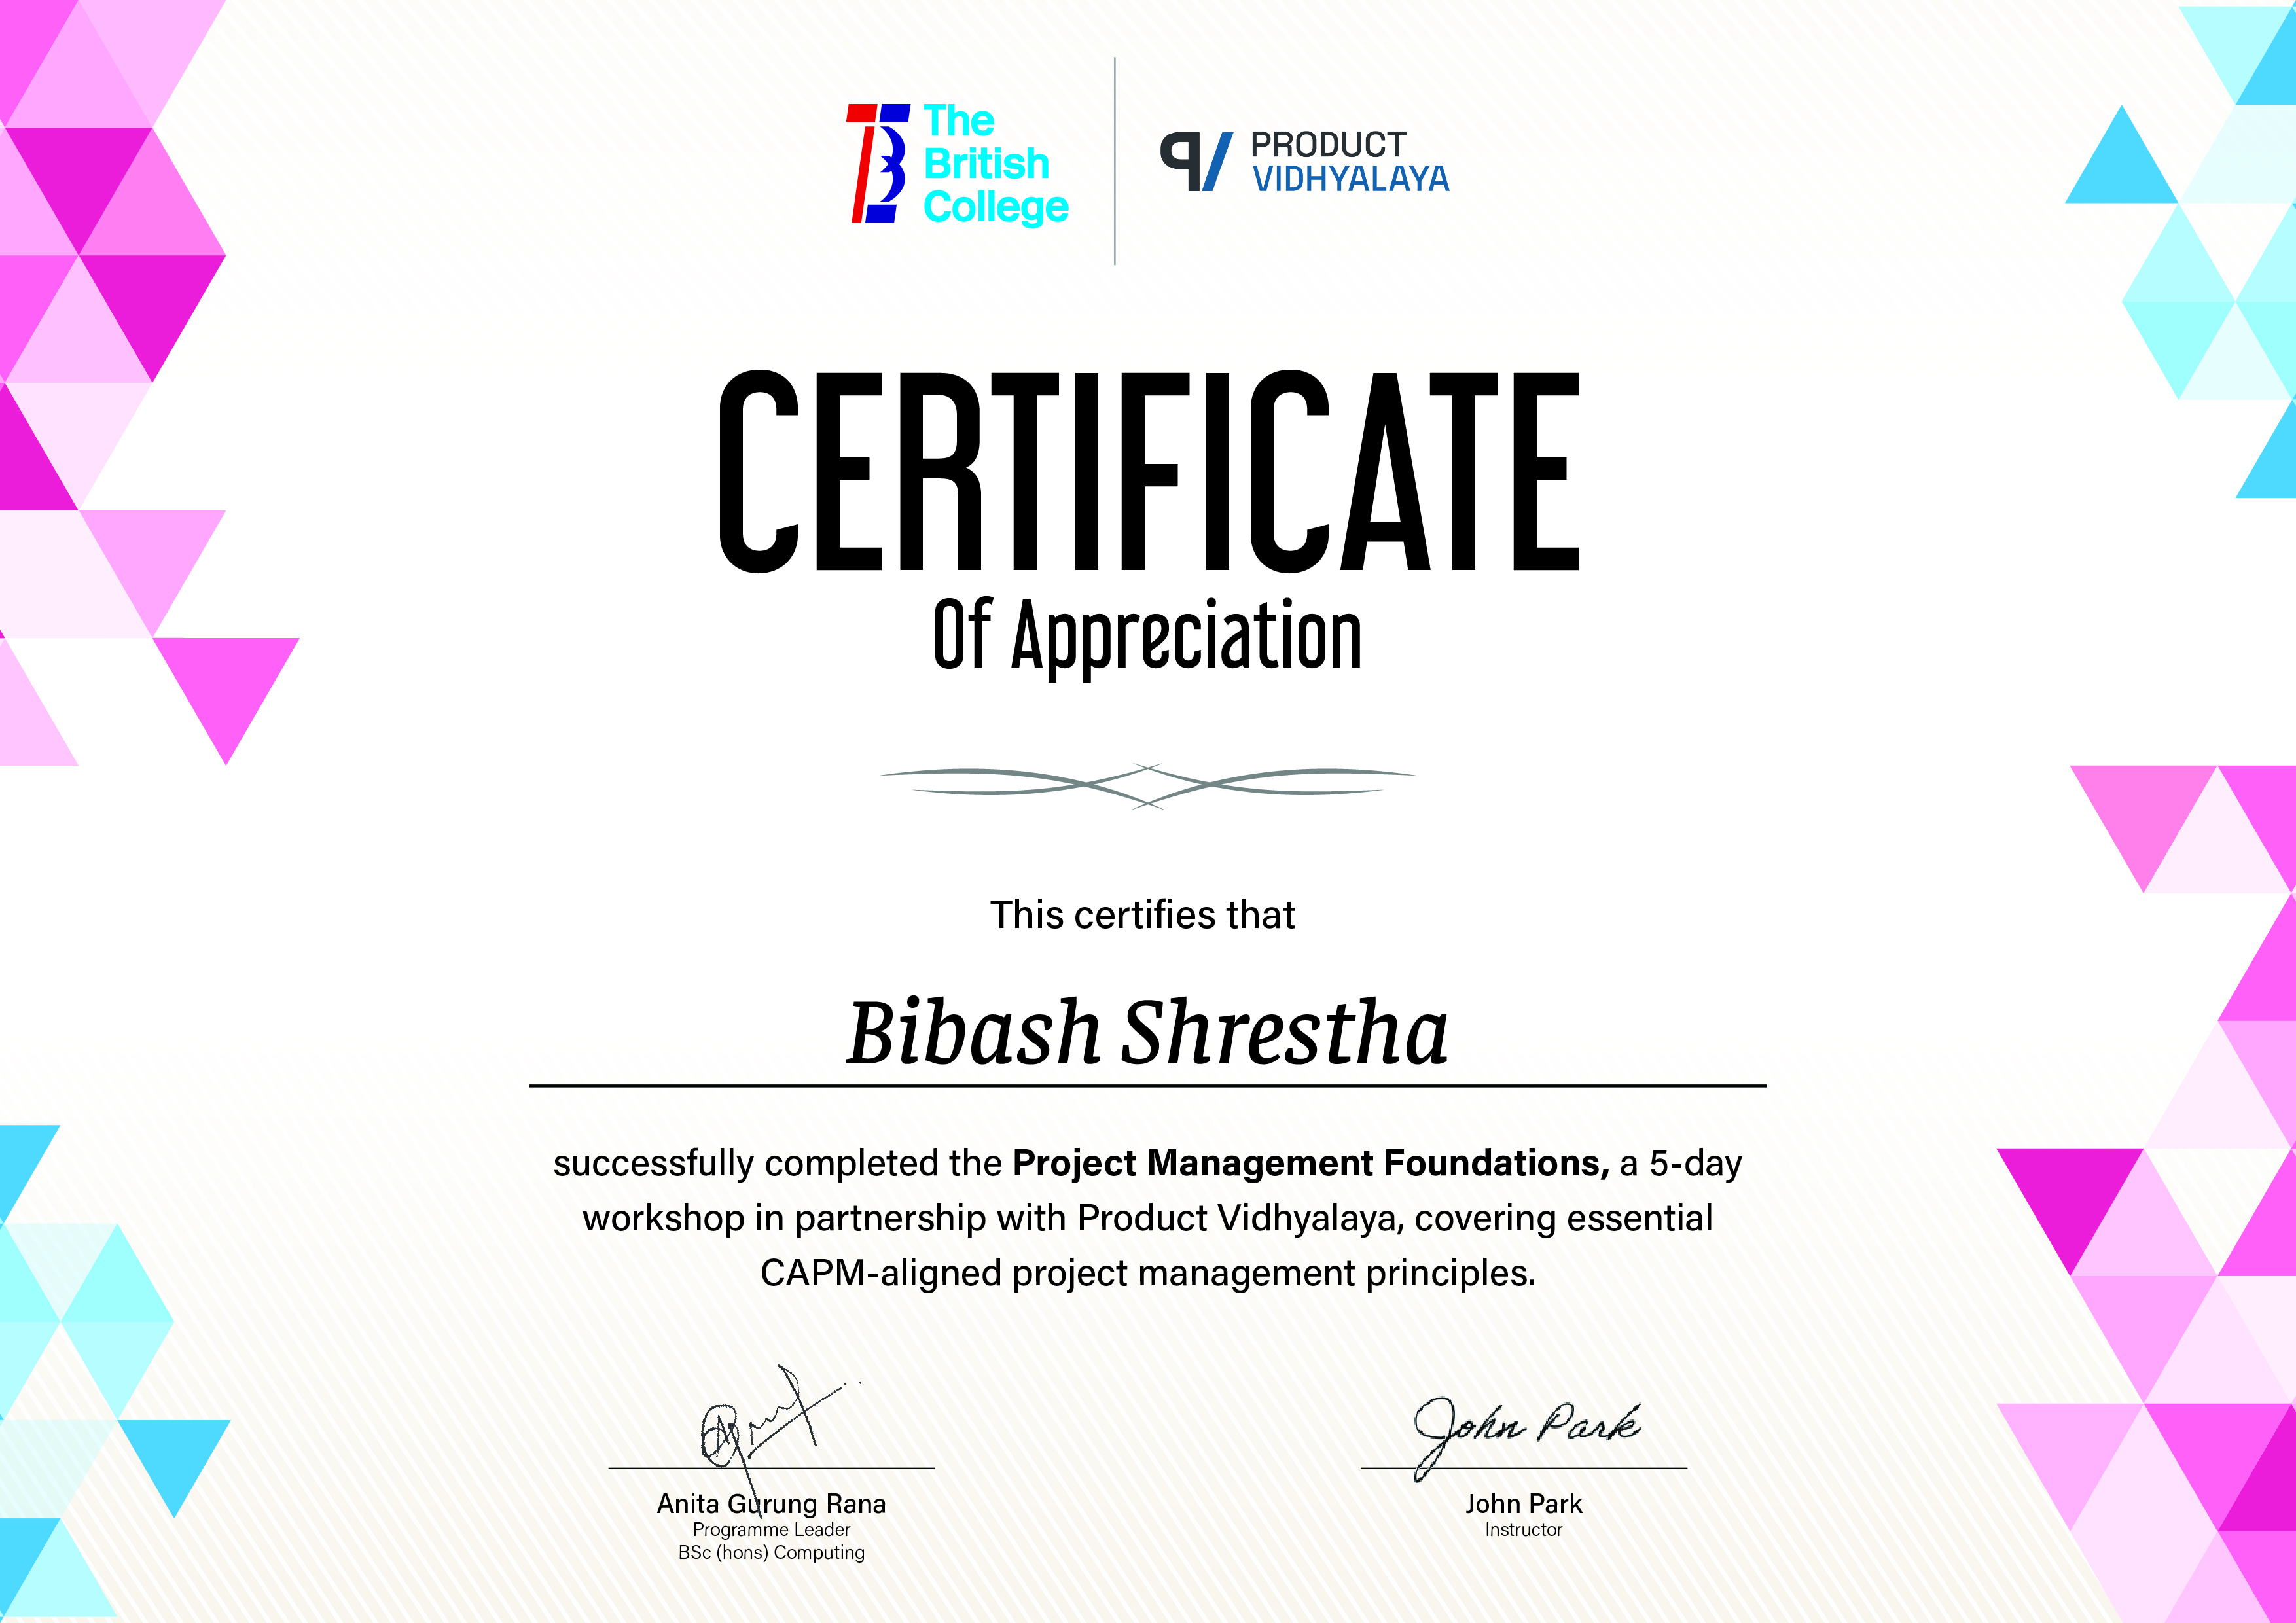 The
British
College
PRODUCT
VIDHYALAYA
CERTIFICATE
Of Appreciation
This certifies that
Bibash Shrestha
successfully completed the Project Management Foundations, a 5-day
workshop in partnership with Product Vidhyalaya, covering essential
CAPM-aligned project management principles.
John Park
Anita Gurung Rana
Programme Leader
BSc (hons) Computing
John Park
Instructor